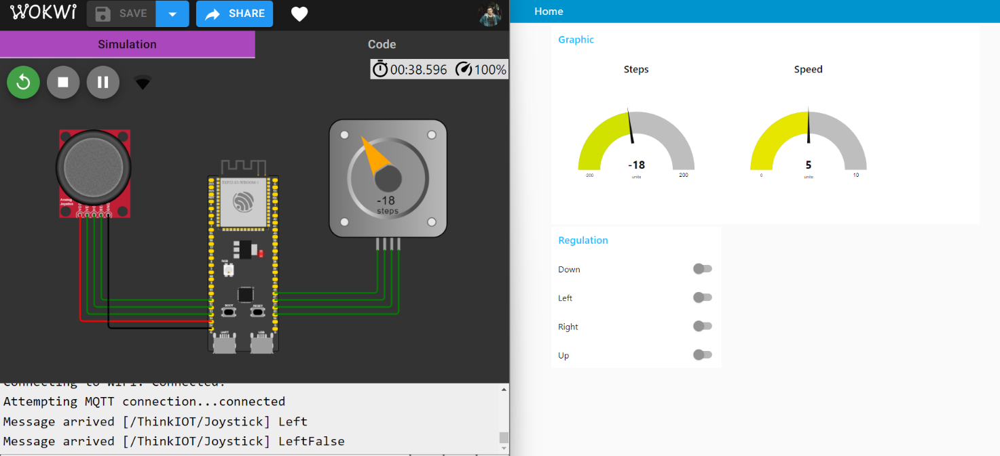 WOKWi
SAVE
SHARE
Simulation
Code
00:38.596
100%
Analog
Joystick
ESP32-S3-WROOM-1
RGB
BOOT
RESET
UART
USB
-18
steps
Connecting to WiFi. Connected!
Attempting MQTT connection...connected
Message arrived [/ThinkIOT/Joystick] Left
Message arrived [/ThinkIOT/Joystick] LeftFalse
Home
Graphic
Steps
Speed
-18
units
-200
200
5
units
0
10
Regulation
Down
Left
Right
Up